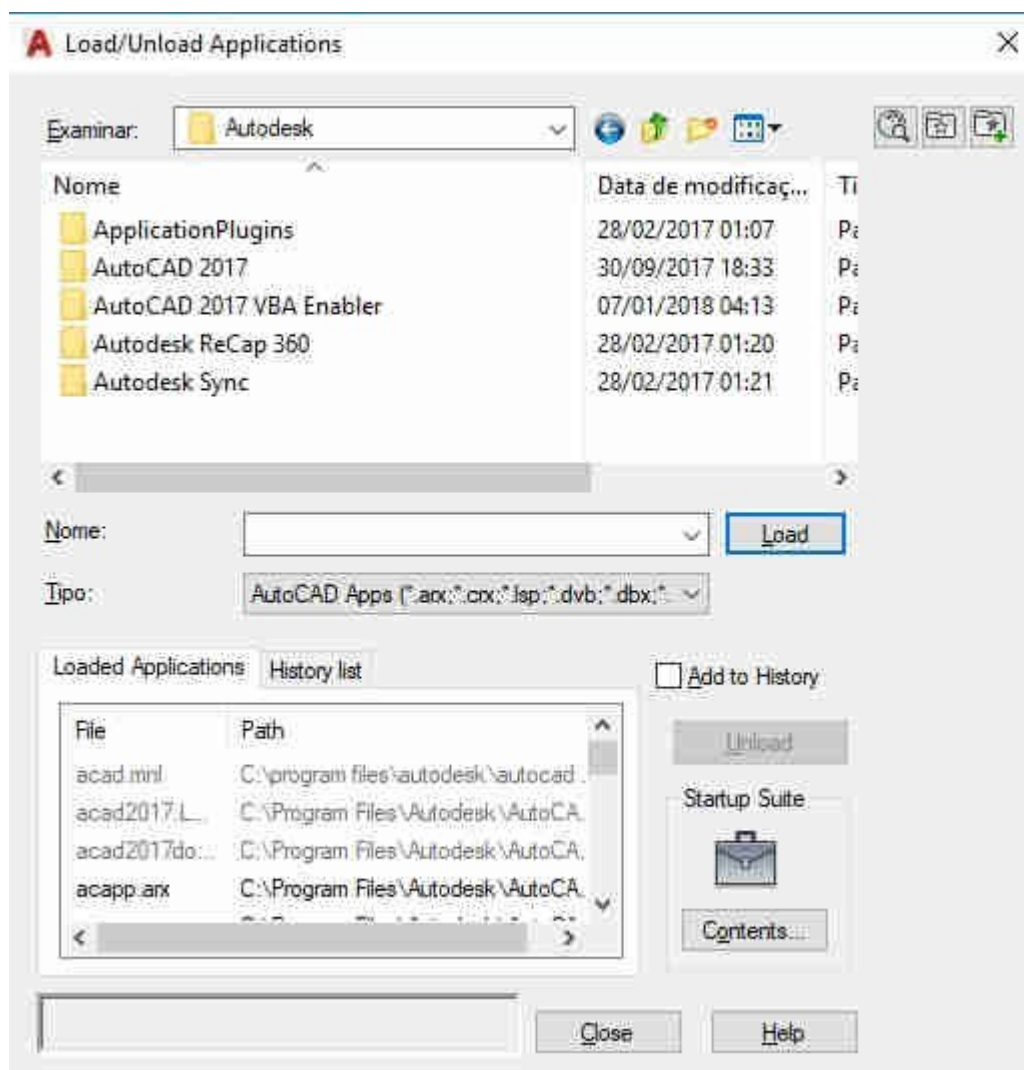 Load/Unload Applications
Examinar: Autodesk
Nome Data de modificaç... Ti
ApplicationPlugins 28/02/2017 01:07 Pa
AutoCAD 2017 30/09/2017 18:33 Pa
AutoCAD 2017 VBA Enabler 07/01/2018 04:13 Pa
Autodesk ReCap 360 28/02/2017 01:20 Pa
Autodesk Sync 28/02/2017 01:21 Pa
Nome: Load
Tipo: AutoCAD Apps (*.arx;*.crx;*.lsp;*.dvb;*.dbx;*.
Loaded Applications History list
Add to History
File Path
Unload
acad.mnl C:\program files\autodesk\autocad .
acad2017.L... C:\Program Files\Autodesk\AutoCA.
Startup Suite
acad2017do:... C:\Program Files\Autodesk\AutoCA.
acapp.arx C:\Program Files\Autodesk\AutoCA.
Contents...
Close Help